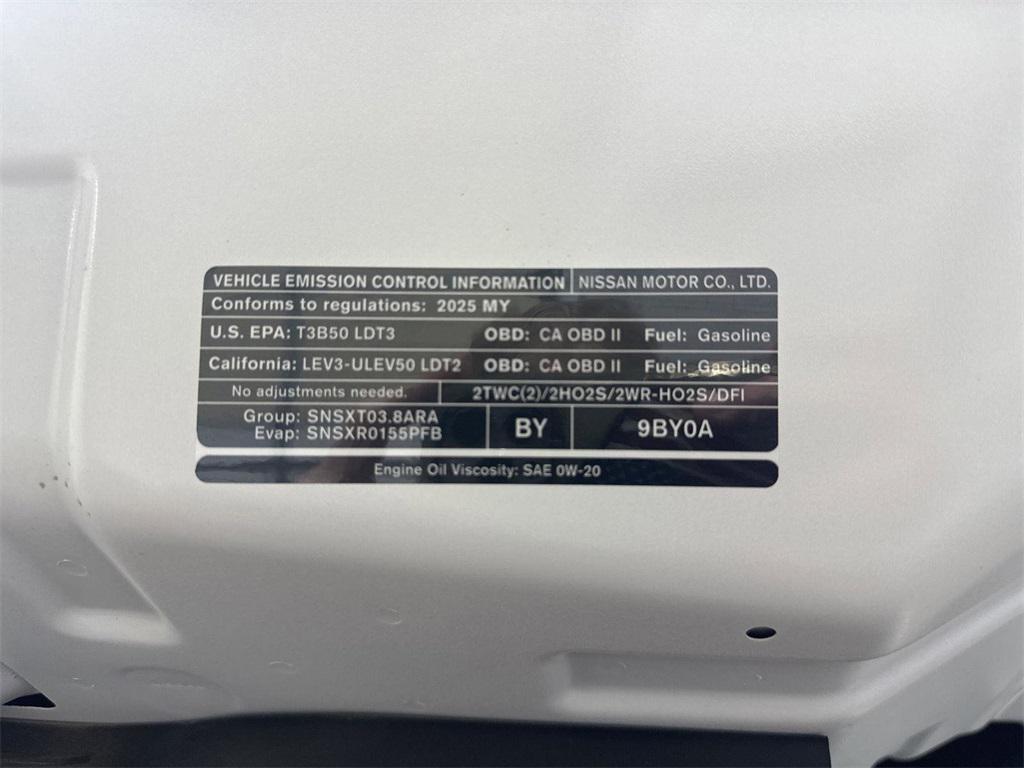 VEHICLE EMISSION CONTROL INFORMATION NISSAN MOTOR CO., LTD.
Conforms to regulations: 2025 MY
U.S. EPA: T3B50 LDT3 OBD: CA OBD II Fuel: Gasoline
California: LEV3-ULEV50 LDT2 OBD: CA OBD II Fuel: Gasoline
No adjustments needed. 2TWC(2)/2HO2S/2WR-HO2S/DFI
Group: SNSXT03.8ARA
Evap: SNSXR0155PFB
BY 9BY0A
Engine Oil Viscosity: SAE 0W-20